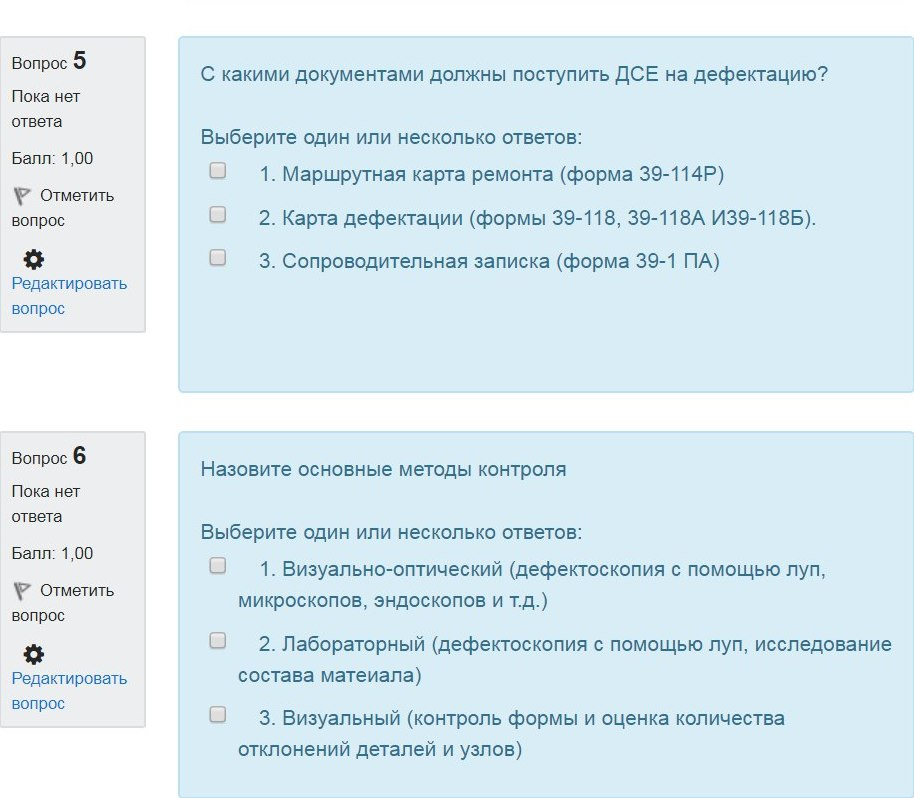 Вопрос 5
Пока нет
ответа
Балл: 1,00
Отметить
вопрос
Редактировать
вопрос
С какими документами должны поступить ДСЕ на дефектацию?
Выберите один или несколько ответов:
1. Маршрутная карта ремонта (форма 39-114Р)
2. Карта дефектации (формы 39-118, 39-118А И39-118Б).
3. Сопроводительная записка (форма 39-1 ПА)
Вопрос 6
Пока нет
ответа
Балл: 1,00
Отметить
вопрос
Редактировать
вопрос
Назовите основные методы контроля
Выберите один или несколько ответов:
1. Визуально-оптический (дефектоскопия с помощью луп,
микроскопов, эндоскопов и т.д.)
2. Лабораторный (дефектоскопия с помощью луп, исследование
состава матеиала)
3. Визуальный (контроль формы и оценка количества
отклонений деталей и узлов)